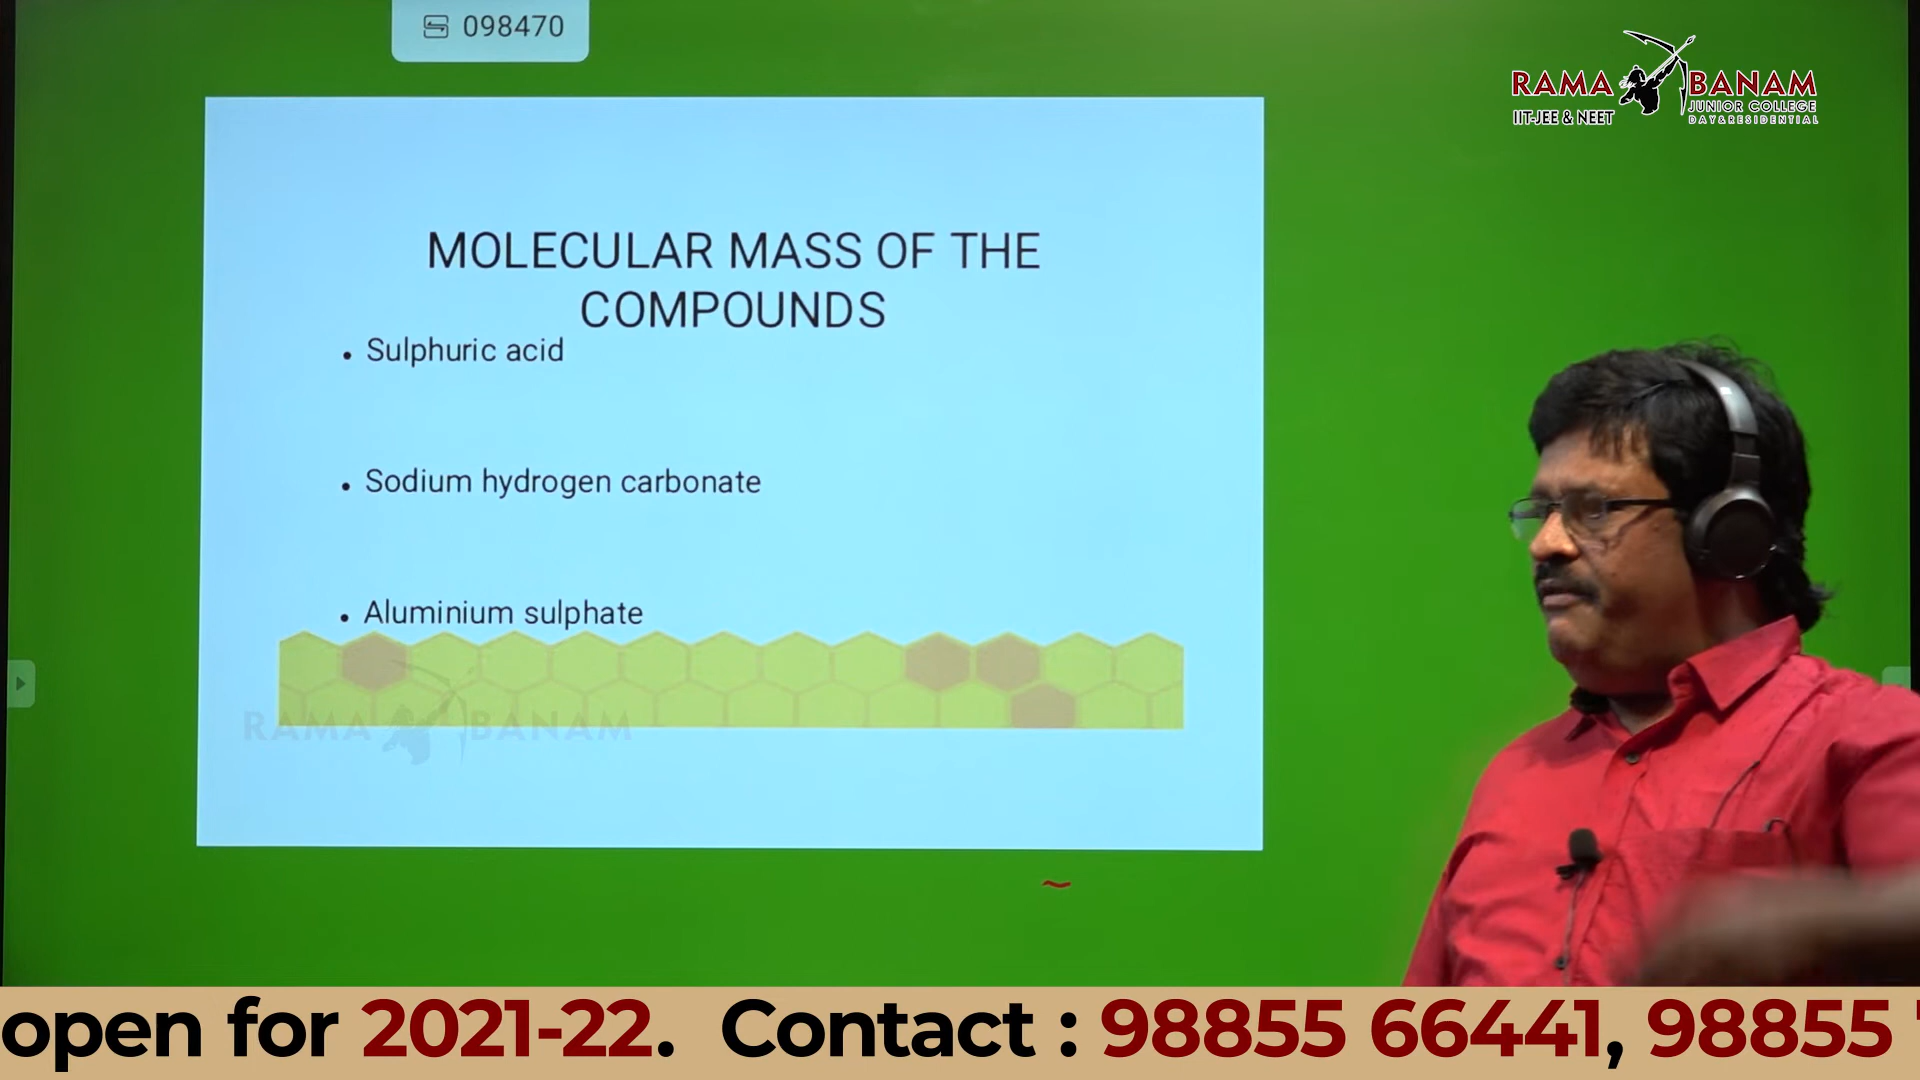 098470
RAMA BANAM
IIT-JEE & NEET
JUNIOR COLLEGE
DAY & RESIDENTIAL
MOLECULAR MASS OF THE
COMPOUNDS
• Sulphuric acid
• Sodium hydrogen carbonate
• Aluminium sulphate
RAMA BANAM
open for 2021-22. Contact : 98855 66441, 98855